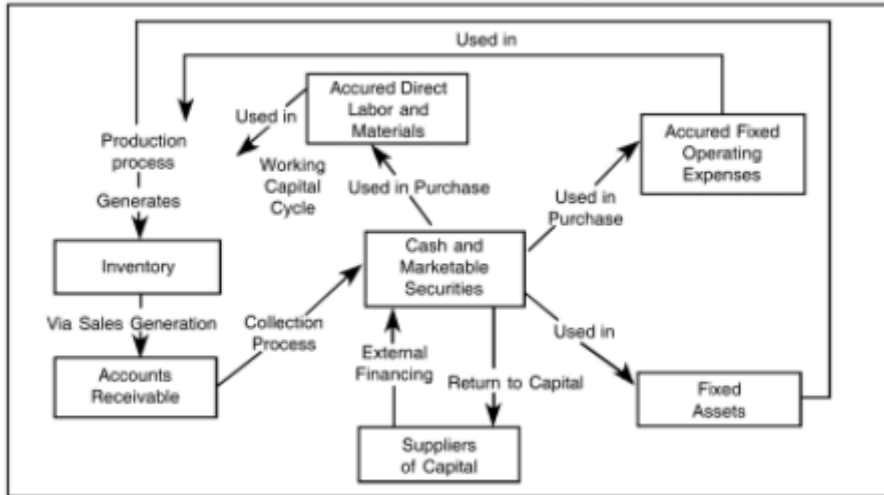 Used in
Accured Direct
Labor and
Materials
Used in
Accured Fixed
Operating
Expenses
Production
process
Working
Capital
Cycle
Used in Purchase
Used in
Purchase
Generates
Cash and
Marketable
Securities
Inventory
Via Sales Generation
Collection
Process
Used in
External
Financing
Accounts
Receivable
Return to Capital
Fixed
Assets
Suppliers
of Capital